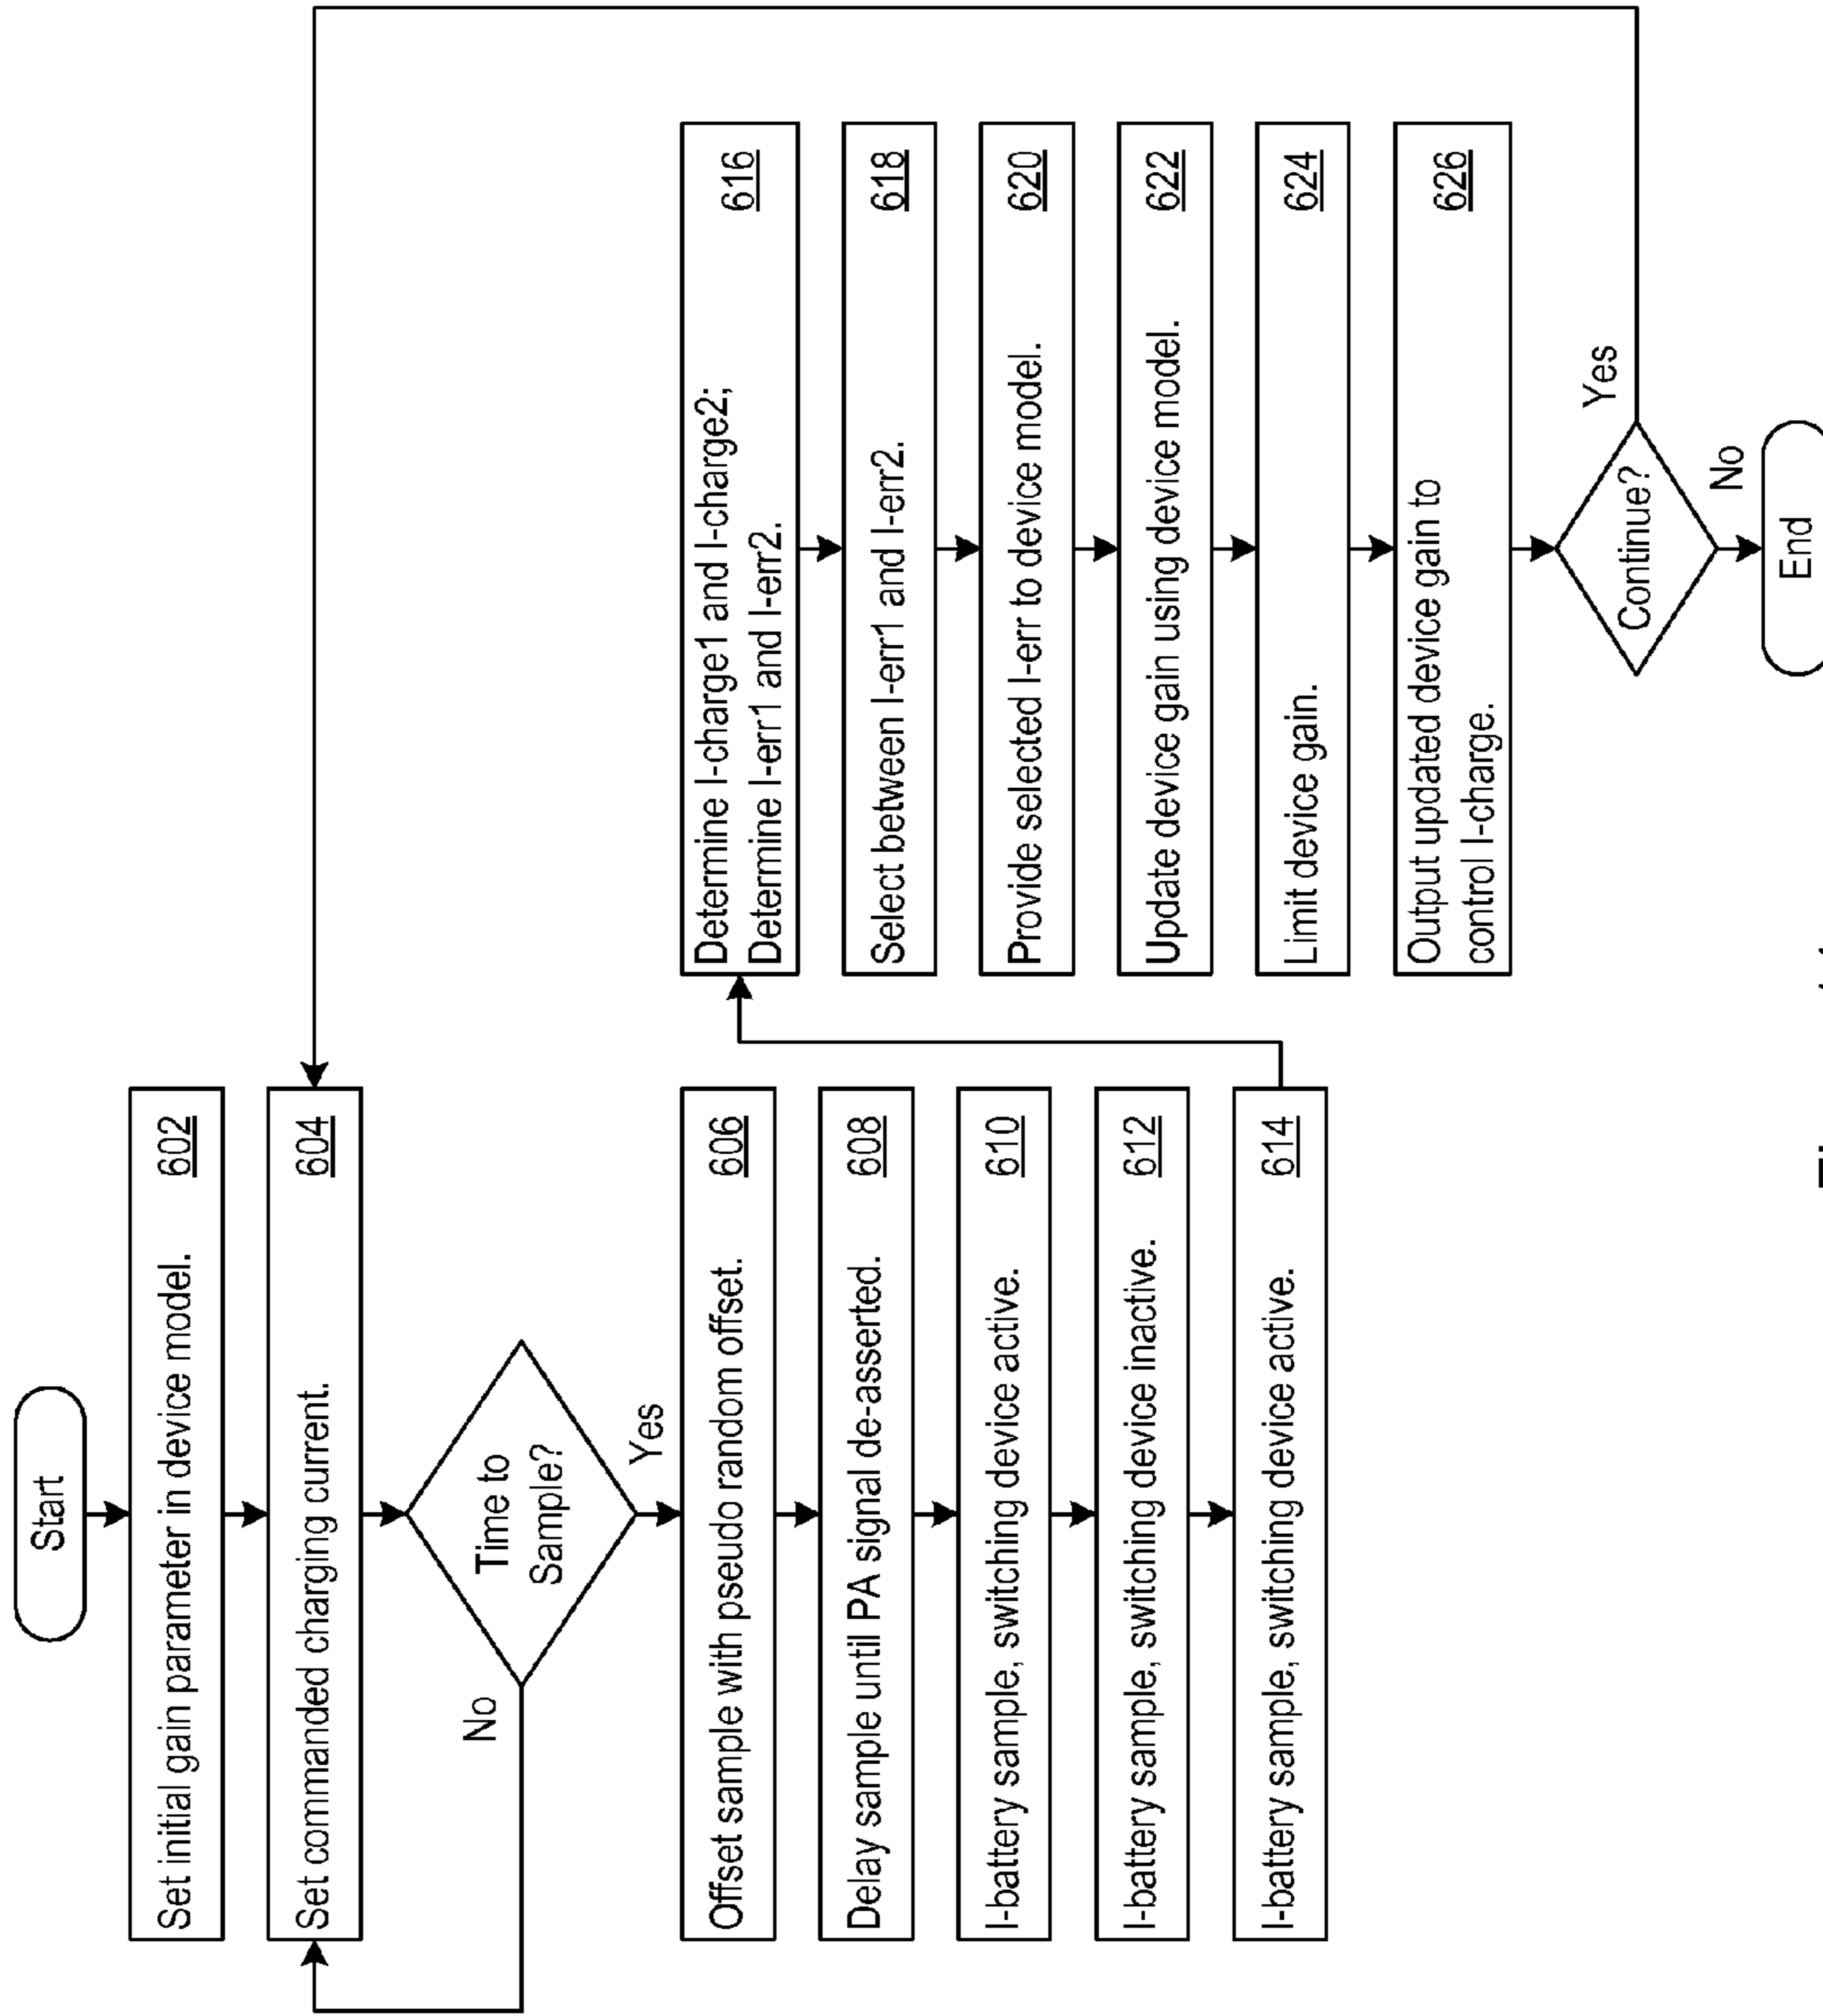 Start
Set initial gain parameter in device model. 602
Set commanded charging current. 604
Time to
Sample?
No
Yes
Offset sample with pseudo random offset. 606
Delay sample until PA signal de-asserted. 608
I-battery sample, switching device active. 610
I-battery sample, switching device inactive. 612
I-battery sample, switching device active. 614
Determine I-charge1 and I-charge2; 616
Determine I-err1 and I-err2.
Select between I-err1 and I-err2. 618
Provide selected I-err to device model. 620
Update device gain using device model. 622
Limit device gain. 624
Output updated device gain to 626
control I-charge.
Continue?
Yes
No
End